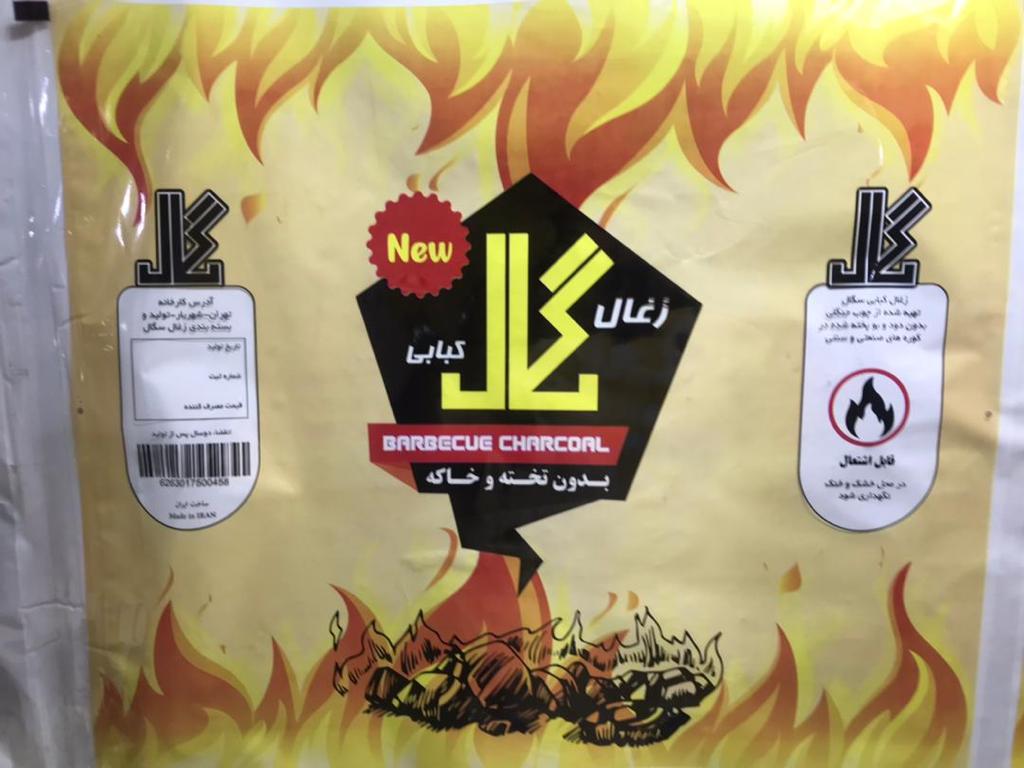 New
زغال
سگال
کبابی
BARBECUE CHARCOAL
بدون تخته و خاکه
سگال
زغال کبابی سگال
تهیه شده از چوب جنگلی
بدون دود و بو پخته شده در
کوره های صنعتی و سنتی
قابل اشتعال
در محل خشک و خنک
نگهداری شود
سگال
آدرس کارخانه
تهران-شهریار-تولید و
بسته بندی زغال سگال
تاریخ تولید
شماره ثبت
قیمت مصرف کننده
انقضا: دوسال پس از تولید
6263017500458
ساخت ایران
Made in IRAN